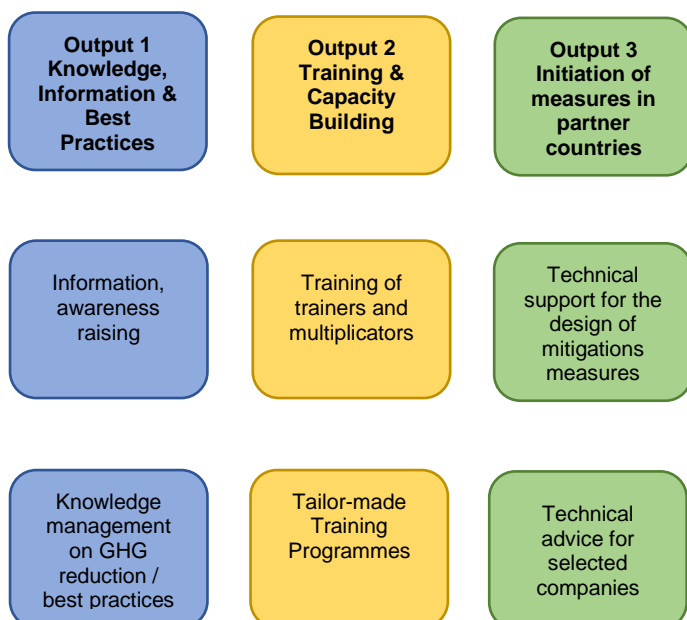 Output 1
Knowledge,
Information &
Best
Practices
Output 2
Training &
Capacity
Building
Output 3
Initiation of
measures in
partner
countries
Information,
awareness
raising
Training of
trainers and
multiplicators
Technical
support for the
design of
mitigations
measures
Knowledge
management
on GHG
reduction /
best practices
Tailor-made
Training
Programmes
Technical
advice for
selected
companies